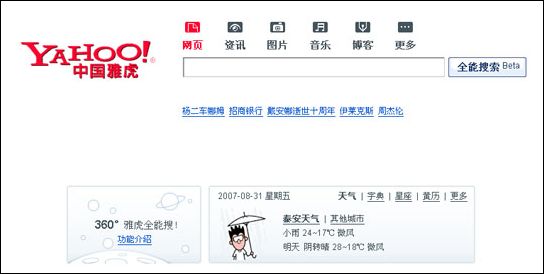 YAHOO!®
中国雅虎
网页 资讯 图片 音乐 博客 更多
全能搜索 Beta
杨二车娜姆 招商银行 戴安娜逝世十周年 伊莱克斯 周杰伦
360° 雅虎全能搜!
功能介绍
2007-08-31 星期五 天气 | 字典 | 星座 | 黄历 | 更多
泰安天气 | 其他城市
小雨 24~17℃ 微风
明天 阴转晴 28~18℃ 微风